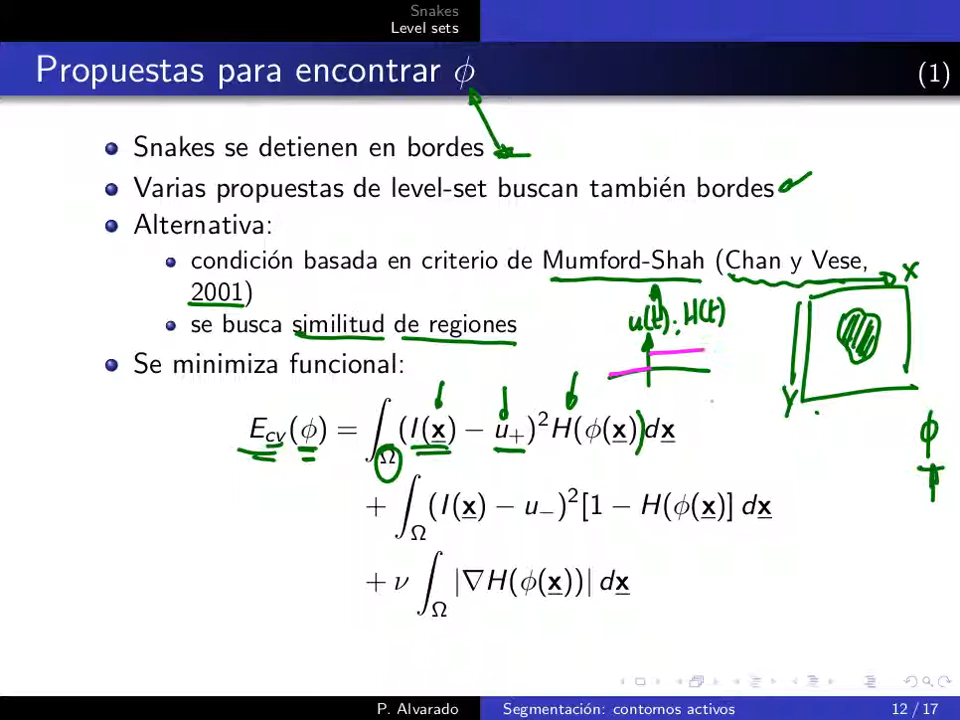 Snakes
Level sets
Propuestas para encontrar ϕ (1)
Snakes se detienen en bordes
Varias propuestas de level-set buscan también bordes
Alternativa:
condición basada en criterio de Mumford-Shah (Chan y Vese,
2001)
se busca similitud de regiones
Se minimiza funcional:
u(t): H(t)
X
Y
ϕ
E_cv(ϕ) = ∫_Ω (I(x) − u₊)² H(ϕ(x)) dx
+ ∫_Ω (I(x) − u₋)² [1 − H(ϕ(x)] dx
+ ν ∫_Ω |∇H(ϕ(x))| dx
P. Alvarado Segmentación: contornos activos 12 / 17